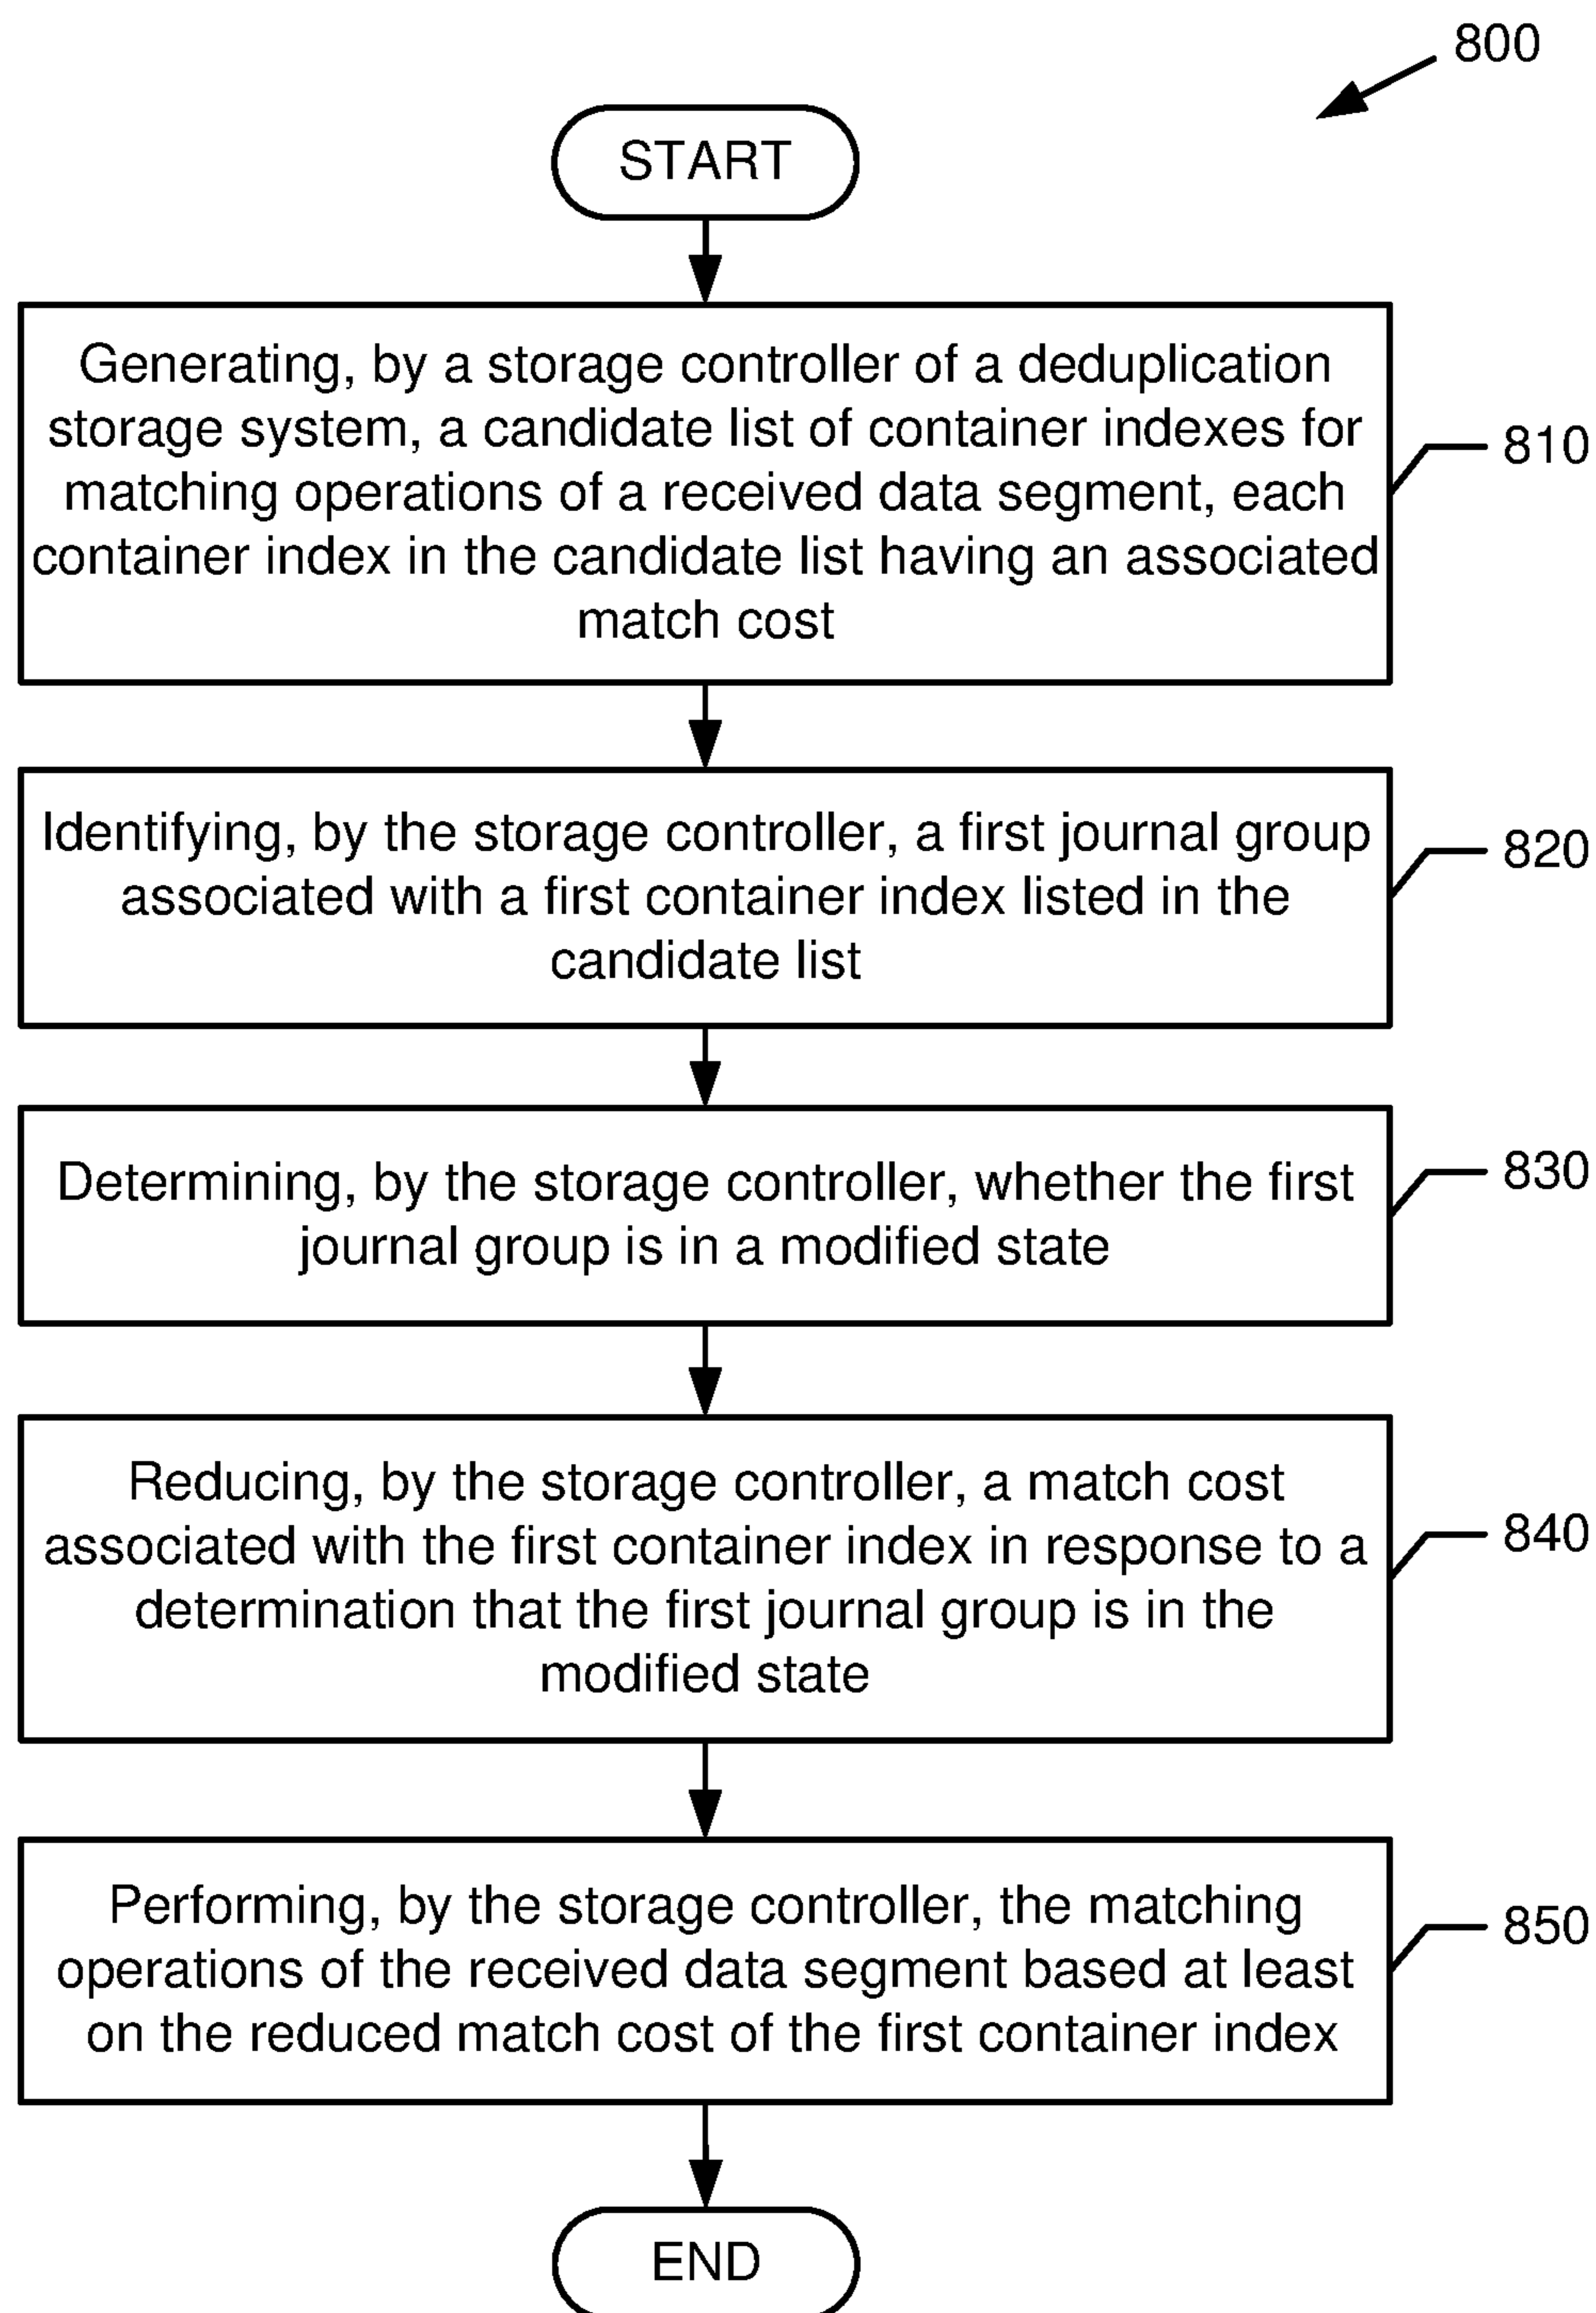 800
START
Generating, by a storage controller of a deduplication
storage system, a candidate list of container indexes for
matching operations of a received data segment, each
container index in the candidate list having an associated
match cost
810
Identifying, by the storage controller, a first journal group
associated with a first container index listed in the
candidate list
820
Determining, by the storage controller, whether the first
journal group is in a modified state
830
Reducing, by the storage controller, a match cost
associated with the first container index in response to a
determination that the first journal group is in the
modified state
840
Performing, by the storage controller, the matching
operations of the received data segment based at least
on the reduced match cost of the first container index
850
END